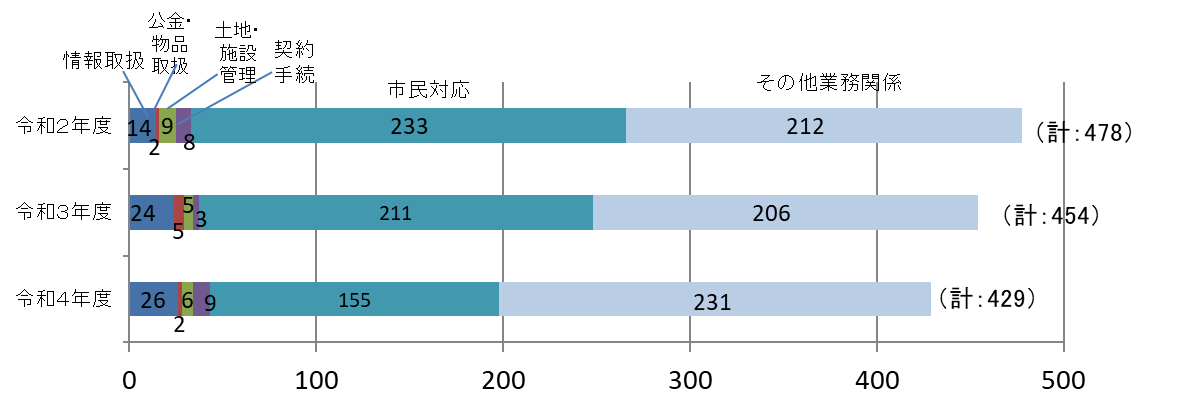 情報取扱
公金・
物品
取扱
土地・
施設
管理
契約
手続
市民対応
その他業務関係
令和２年度
14
2
9
8
233
212
（計：478）
令和３年度
24
5
5
3
211
206
（計：454）
令和４年度
26
2
6
9
155
231
（計：429）
0 100 200 300 400 500